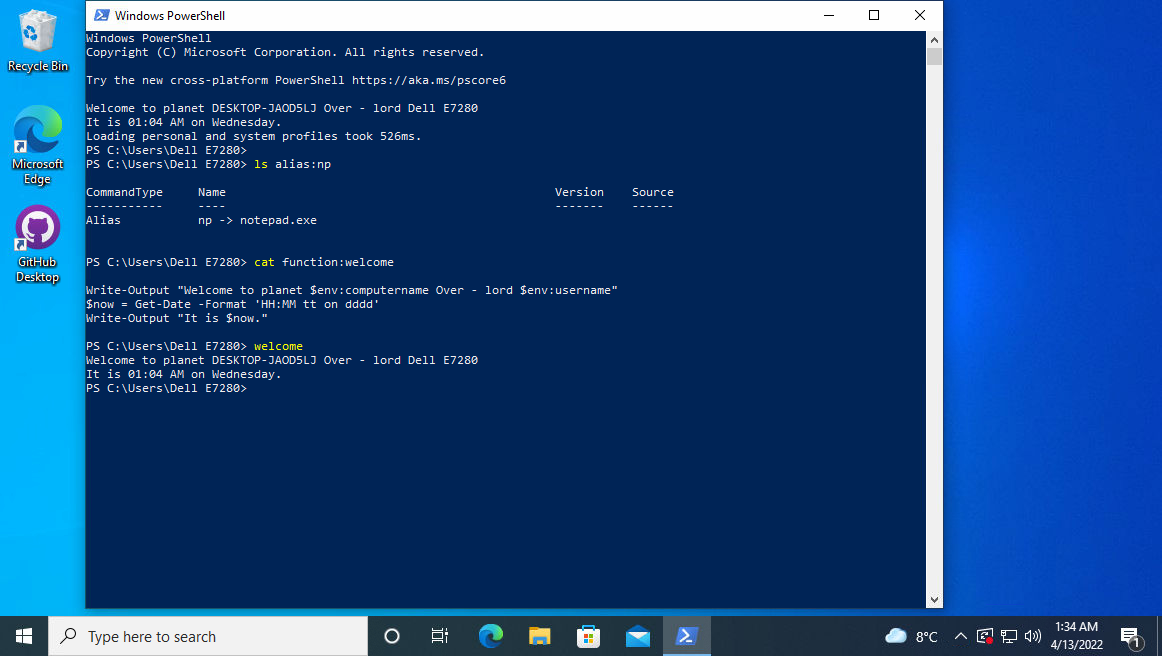 Recycle Bin
Microsoft
Edge
GitHub
Desktop
Windows PowerShell
Windows PowerShell
Copyright (C) Microsoft Corporation. All rights reserved.
Try the new cross-platform PowerShell https://aka.ms/pscore6
Welcome to planet DESKTOP-JAOD5LJ Over - lord Dell E7280
It is 01:04 AM on Wednesday.
Loading personal and system profiles took 526ms.
PS C:\Users\Dell E7280>
PS C:\Users\Dell E7280> ls alias:np
CommandType     Name                                               Version    Source
-----------     ----                                               -------    ------
Alias           np -> notepad.exe
PS C:\Users\Dell E7280> cat function:welcome
Write-Output "Welcome to planet $env:computername Over - lord $env:username"
$now = Get-Date -Format 'HH:MM tt on dddd'
Write-Output "It is $now."
PS C:\Users\Dell E7280> welcome
Welcome to planet DESKTOP-JAOD5LJ Over - lord Dell E7280
It is 01:04 AM on Wednesday.
PS C:\Users\Dell E7280>
Type here to search
8°C
1:34 AM
4/13/2022
1